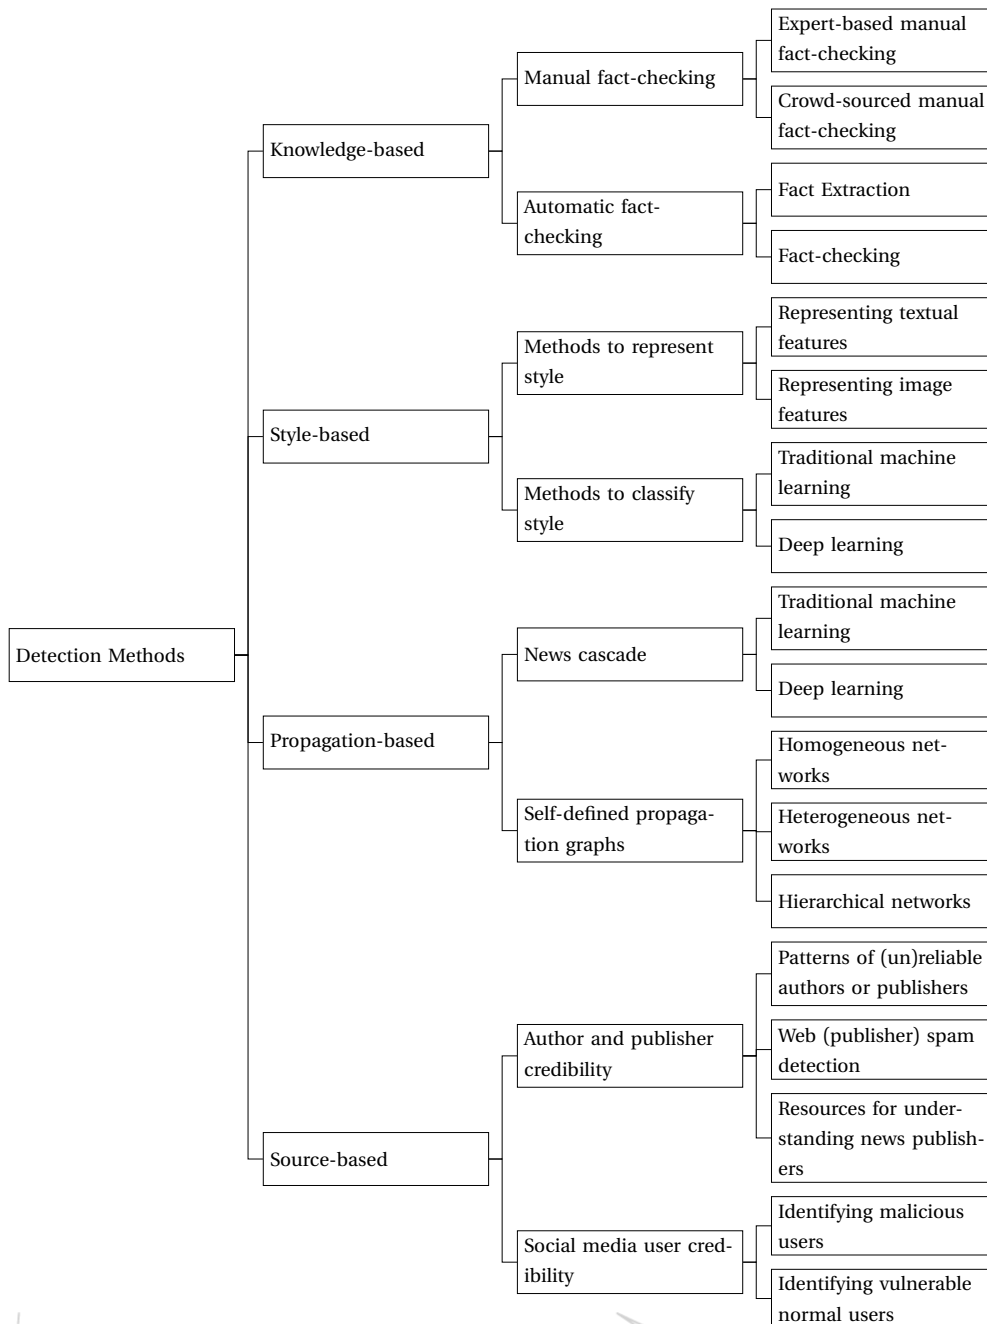 Expert-based manual
fact-checking
Manual fact-checking
Crowd-sourced manual
fact-checking
Knowledge-based
Fact Extraction
Automatic fact-
checking
Fact-checking
Representing textual
features
Methods to represent
style
Representing image
features
Style-based
Traditional machine
learning
Methods to classify
style
Deep learning
Detection Methods
Traditional machine
learning
News cascade
Deep learning
Propagation-based
Homogeneous net-
works
Self-defined propaga-
tion graphs
Heterogeneous net-
works
Hierarchical networks
Patterns of (un)reliable
authors or publishers
Author and publisher
credibility
Web (publisher) spam
detection
Resources for under-
standing news publish-
ers
Source-based
Identifying malicious
users
Social media user cred-
ibility
Identifying vulnerable
normal users